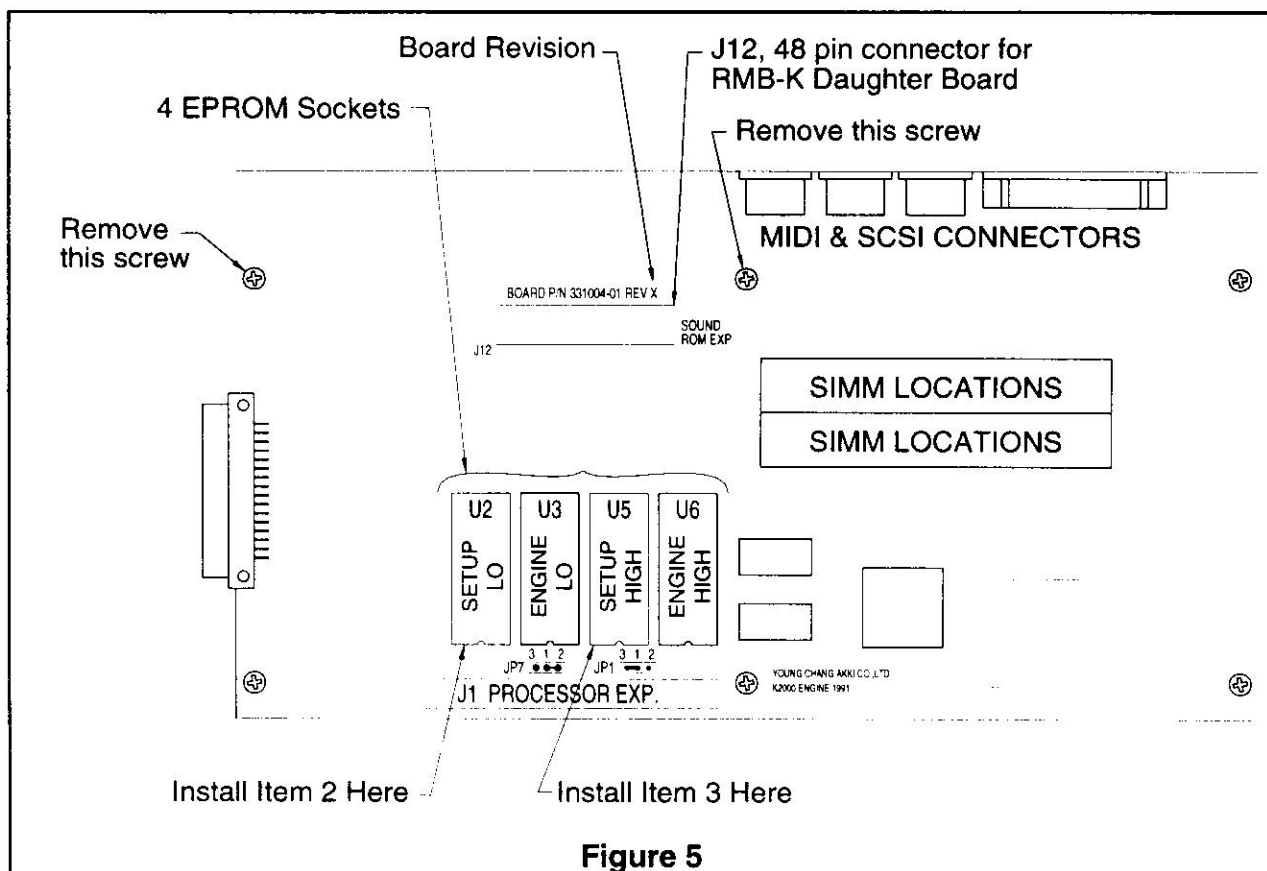 Board Revision
J12, 48 pin connector for
RMB-K Daughter Board
4 EPROM Sockets
Remove this screw
Remove
this screw
MIDI & SCSI CONNECTORS
BOARD P/N 331004-01 REV X
SOUND
ROM EXP
J12
SIMM LOCATIONS
SIMM LOCATIONS
U2
SETUP
LO
U3
ENGINE
LO
U5
SETUP
HIGH
U6
ENGINE
HIGH
3 1 2
JP7
3 1 2
JP1
J1 PROCESSOR EXP.
YOUNG CHANG AKKI CO.,LTD
K2000 ENGINE 1991
Install Item 2 Here
Install Item 3 Here
Figure 5